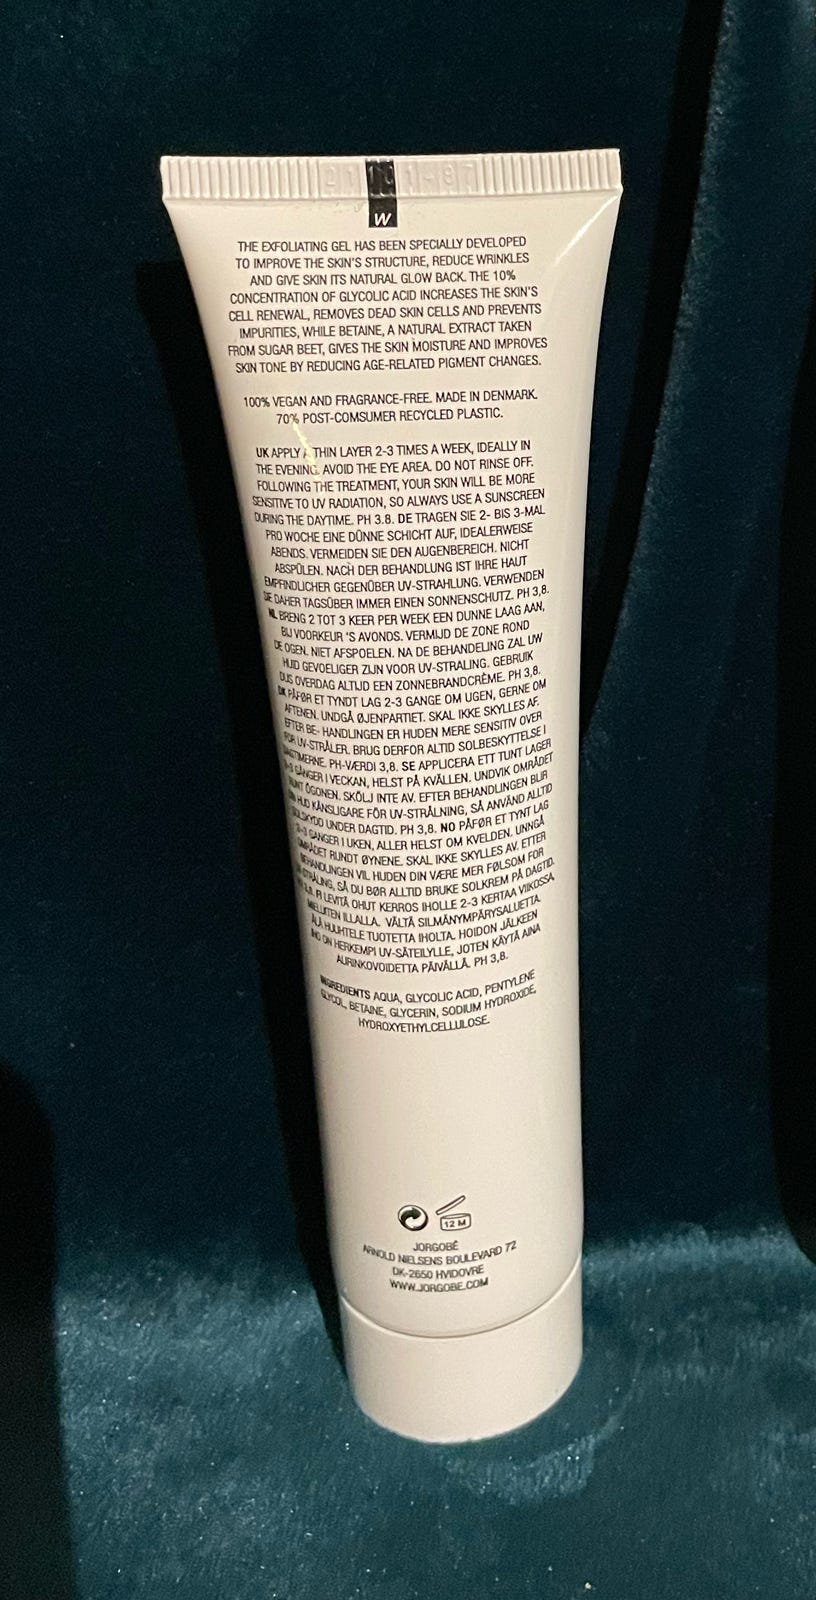 W
THE EXFOLIATING GEL HAS BEEN SPECIALLY DEVELOPED
TO IMPROVE THE SKIN'S STRUCTURE, REDUCE WRINKLES
AND GIVE SKIN ITS NATURAL GLOW BACK. THE 10%
CONCENTRATION OF GLYCOLIC ACID INCREASES THE SKIN'S
CELL RENEWAL, REMOVES DEAD SKIN CELLS AND PREVENTS
IMPURITIES, WHILE BETAINE, A NATURAL EXTRACT TAKEN
FROM SUGAR BEET, GIVES THE SKIN MOISTURE AND IMPROVES
SKIN TONE BY REDUCING AGE-RELATED PIGMENT CHANGES.
100% VEGAN AND FRAGRANCE-FREE. MADE IN DENMARK.
70% POST-COMSUMER RECYCLED PLASTIC.
UK APPLY A THIN LAYER 2-3 TIMES A WEEK, IDEALLY IN
THE EVENING. AVOID THE EYE AREA. DO NOT RINSE OFF.
FOLLOWING THE TREATMENT, YOUR SKIN WILL BE MORE
SENSITIVE TO UV RADIATION, SO ALWAYS USE A SUNSCREEN
DURING THE DAYTIME. PH 3.8. DE TRAGEN SIE 2- BIS 3-MAL
PRO WOCHE EINE DÜNNE SCHICHT AUF, IDEALERWEISE
ABENDS. VERMEIDEN SIE DEN AUGENBEREICH. NICHT
ABSPÜLEN. NACH DER BEHANDLUNG IST IHRE HAUT
EMPFINDLICHER GEGENÜBER UV-STRAHLUNG. VERWENDEN
SIE DAHER TAGSÜBER IMMER EINEN SONNENSCHUTZ. PH 3,8.
NL BRENG 2 TOT 3 KEER PER WEEK EEN DUNNE LAAG AAN,
BIJ VOORKEUR 'S AVONDS. VERMIJD DE ZONE ROND
DE OGEN. NIET AFSPOELEN. NA DE BEHANDELING ZAL UW
HUID GEVOELIGER ZIJN VOOR UV-STRALING. GEBRUIK
DUS OVERDAG ALTIJD EEN ZONNEBRANDCRÈME. PH 3,8.
DK PÅFØR ET TYNDT LAG 2-3 GANGE OM UGEN, GERNE OM
AFTENEN. UNDGÅ ØJENPARTIET. SKAL IKKE SKYLLES AF.
EFTER BE- HANDLINGEN ER HUDEN MERE SENSITIV OVER
FOR UV-STRÅLER. BRUG DERFOR ALTID SOLBESKYTTELSE I
DAGTIMERNE. PH-VÆRDI 3,8. SE APPLICERA ETT TUNT LAGER
2-3 GÅNGER I VECKAN, HELST PÅ KVÄLLEN. UNDVIK OMRÅDET
RUNT ÖGONEN. SKÖLJ INTE AV. EFTER BEHANDLINGEN BLIR
DIN HUD KÄNSLIGARE FÖR UV-STRÅLNING, SÅ ANVÄND ALLTID
SOLSKYDD UNDER DAGTID. PH 3,8. NO PÅFØR ET TYNT LAG
2-3 GANGER I UKEN, ALLER HELST OM KVELDEN. UNNGÅ
OMRÅDET RUNDT ØYNENE. SKAL IKKE SKYLLES AV. ETTER
BEHANDLINGEN VIL HUDEN DIN VÆRE MER FØLSOM FOR
UV-STRÅLING, SÅ DU BØR ALLTID BRUKE SOLKREM PÅ DAGTID.
PH 3,8. FI LEVITÄ OHUT KERROS IHOLLE 2-3 KERTAA VIIKOSSA,
MIELUITEN ILLALLA. VÄLTÄ SILMÄNYMPÄRYSALUETTA.
ÄLÄ HUUHTELE TUOTETTA IHOLTA. HOIDON JÄLKEEN
IHO ON HERKEMPI UV-SÄTEILYLLE, JOTEN KÄYTÄ AINA
AURINKOVOIDETTA PÄIVÄLLÄ. PH 3,8.
INGREDIENTS AQUA, GLYCOLIC ACID, PENTYLENE
GLYCOL, BETAINE, GLYCERIN, SODIUM HYDROXIDE,
HYDROXYETHYLCELLULOSE.
12 M
JORGOBÉ
ARNOLD NIELSENS BOULEVARD 72
DK-2650 HVIDOVRE
WWW.JORGOBE.COM